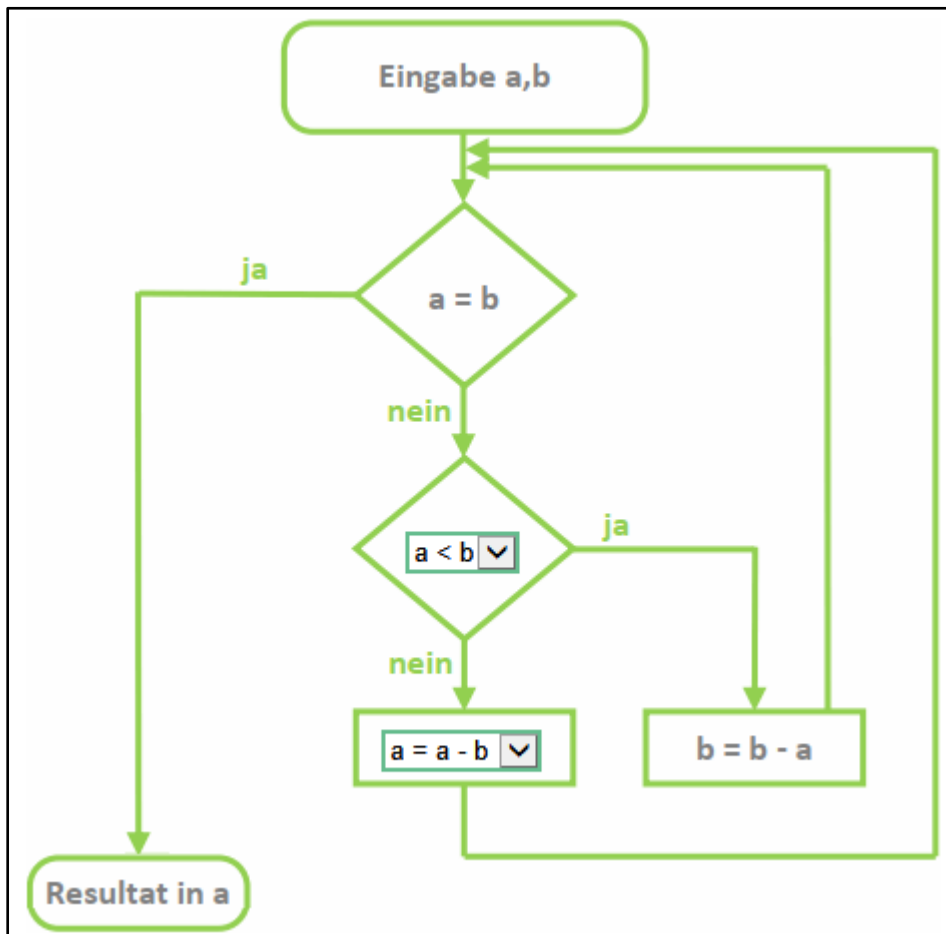 Eingabe a,b
ja
a = b
nein
a < b
ja
nein
a = a - b
b = b - a
Resultat in a